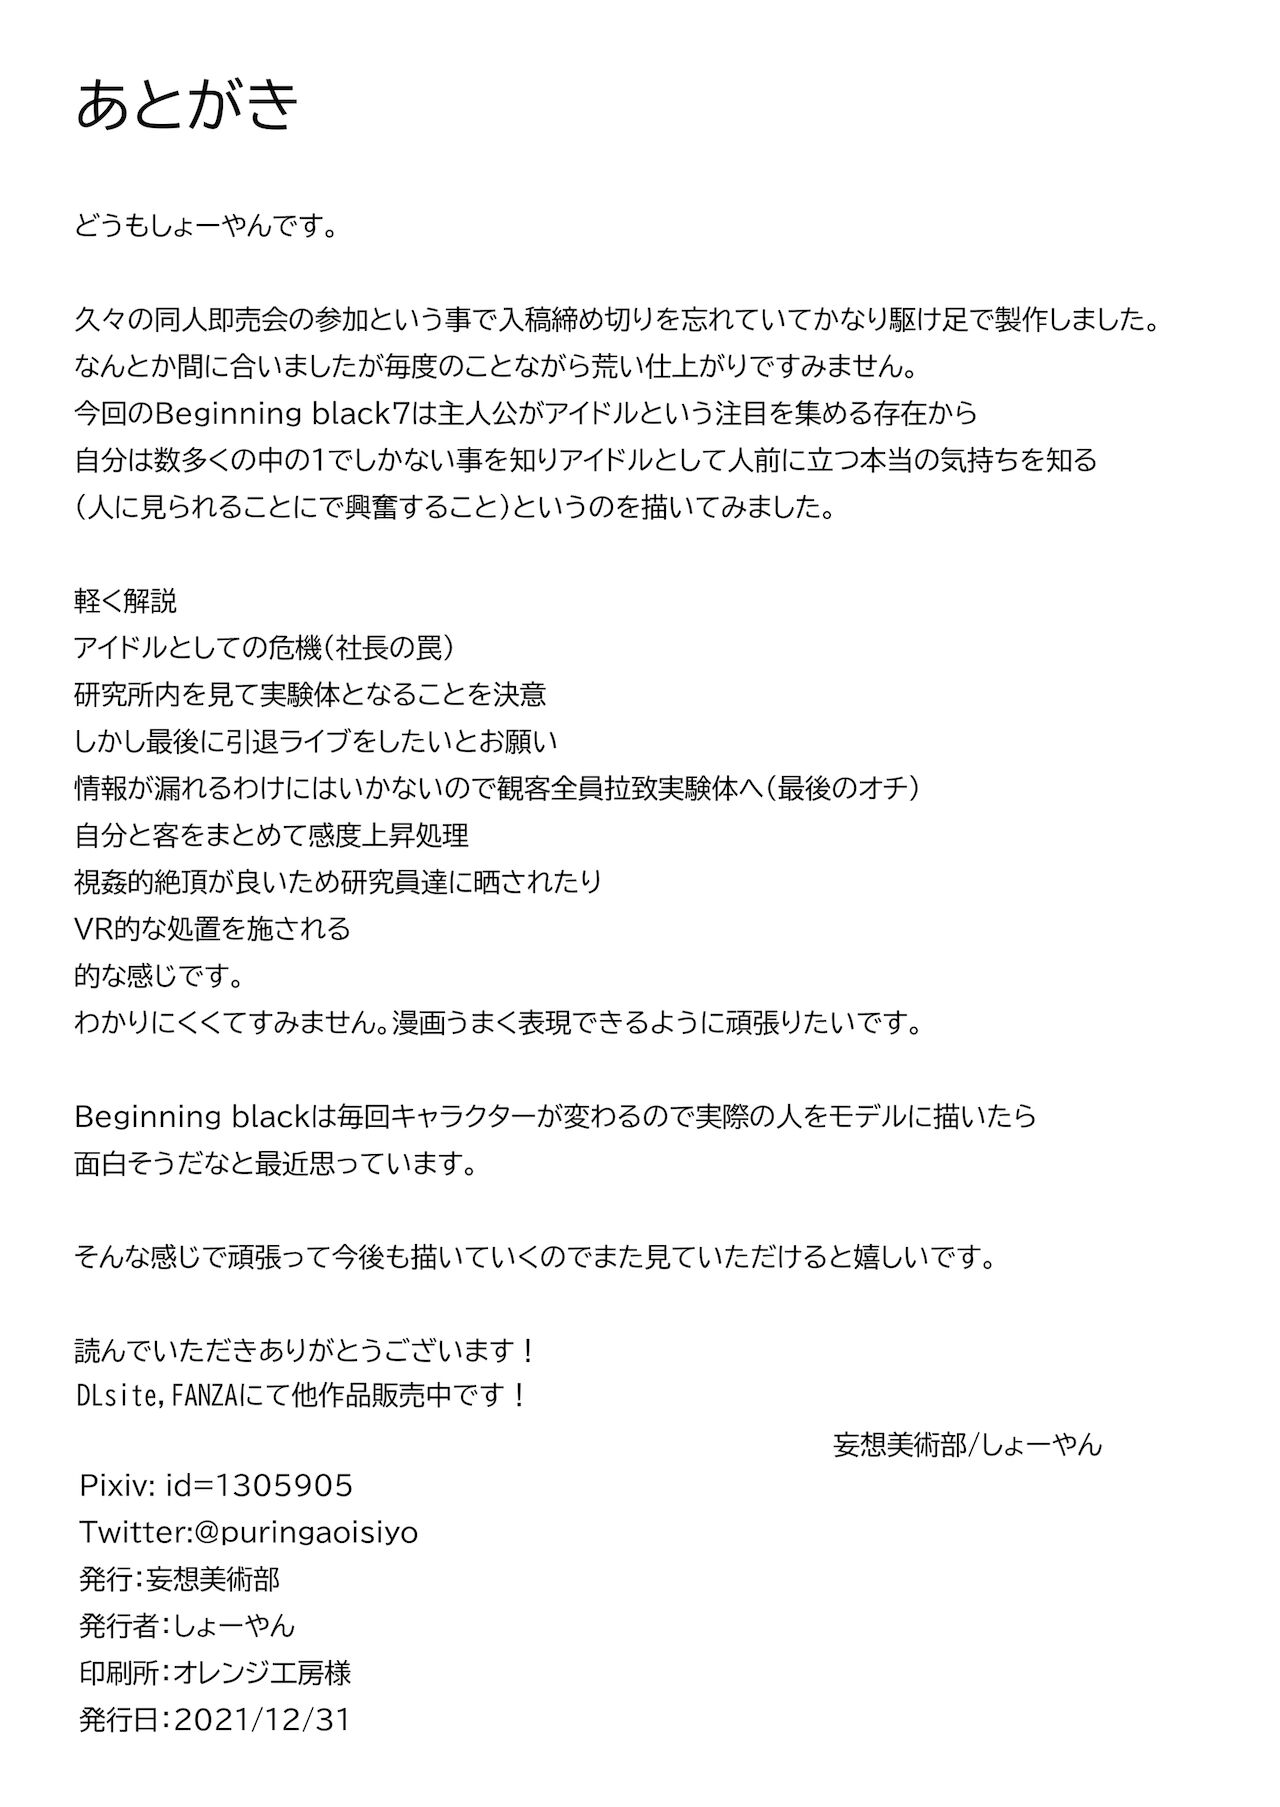 あとがき
どうもしょーやんです。
久々の同人即売会の参加という事で入稿締め切りを忘れていてかなり駆け足で製作しました。
なんとか間に合いましたが毎度のことながら荒い仕上がりですみません。
今回のBeginning black7は主人公がアイドルという注目を集める存在から
自分は数多くの中の1でしかない事を知りアイドルとして人前に立つ本当の気持ちを知る
（人に見られることにで興奮すること）というのを描いてみました。
軽く解説
アイドルとしての危機（社長の罠）
研究所内を見て実験体となることを決意
しかし最後に引退ライブをしたいとお願い
情報が漏れるわけにはいかないので観客全員拉致実験体へ（最後のオチ）
自分と客をまとめて感度上昇処理
視姦的絶頂が良いため研究員達に晒されたり
VR的な処置を施される
的な感じです。
わかりにくくてすみません。漫画うまく表現できるように頑張りたいです。
Beginning blackは毎回キャラクターが変わるので実際の人をモデルに描いたら
面白そうだなと最近思っています。
そんな感じで頑張って今後も描いていくのでまた見ていただけると嬉しいです。
読んでいただきありがとうございます！
DLsite,FANZAにて他作品販売中です！
妄想美術部/しょーやん
Pixiv: id=1305905
Twitter:@puringaoisiyo
発行：妄想美術部
発行者：しょーやん
印刷所：オレンジ工房様
発行日：2021/12/31